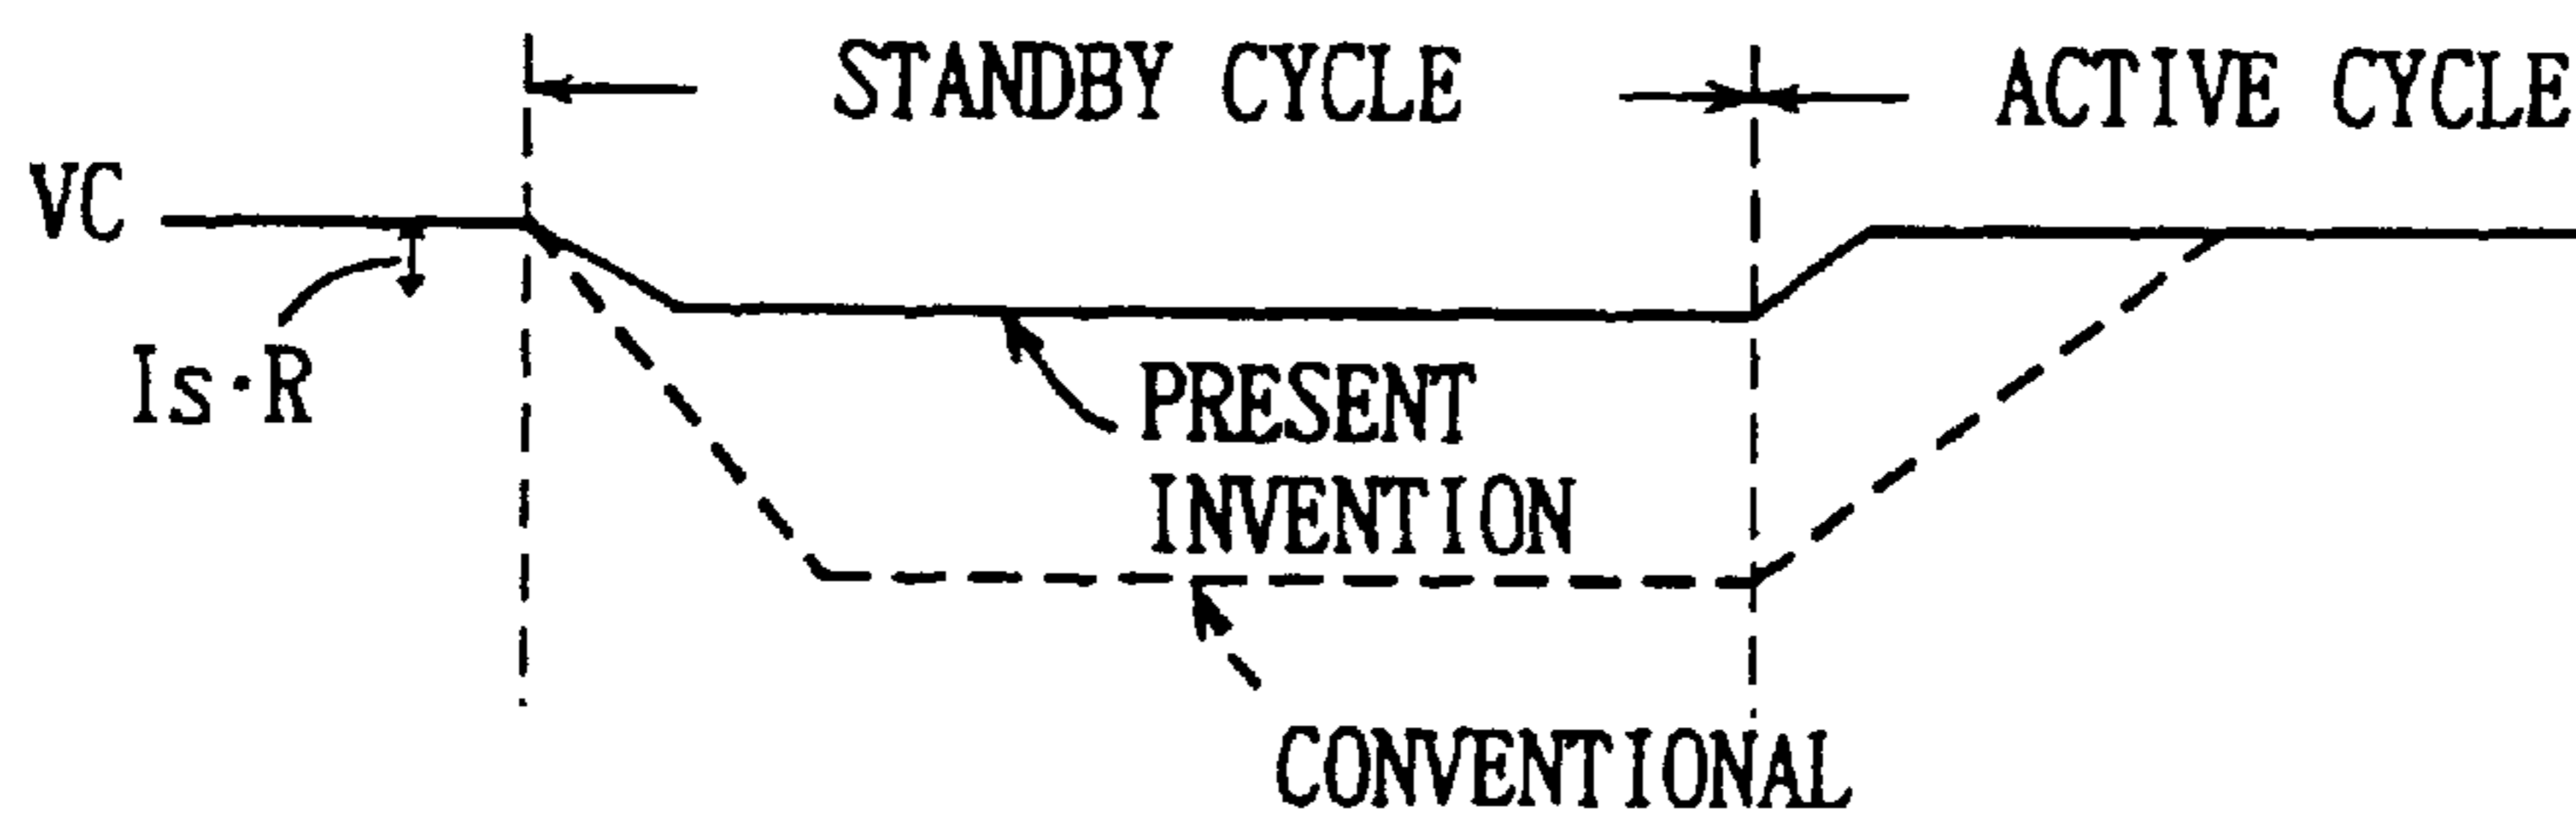 STANDBY CYCLE
ACTIVE CYCLE
VC
Is·R
PRESENT
INVENTION
CONVENTIONAL